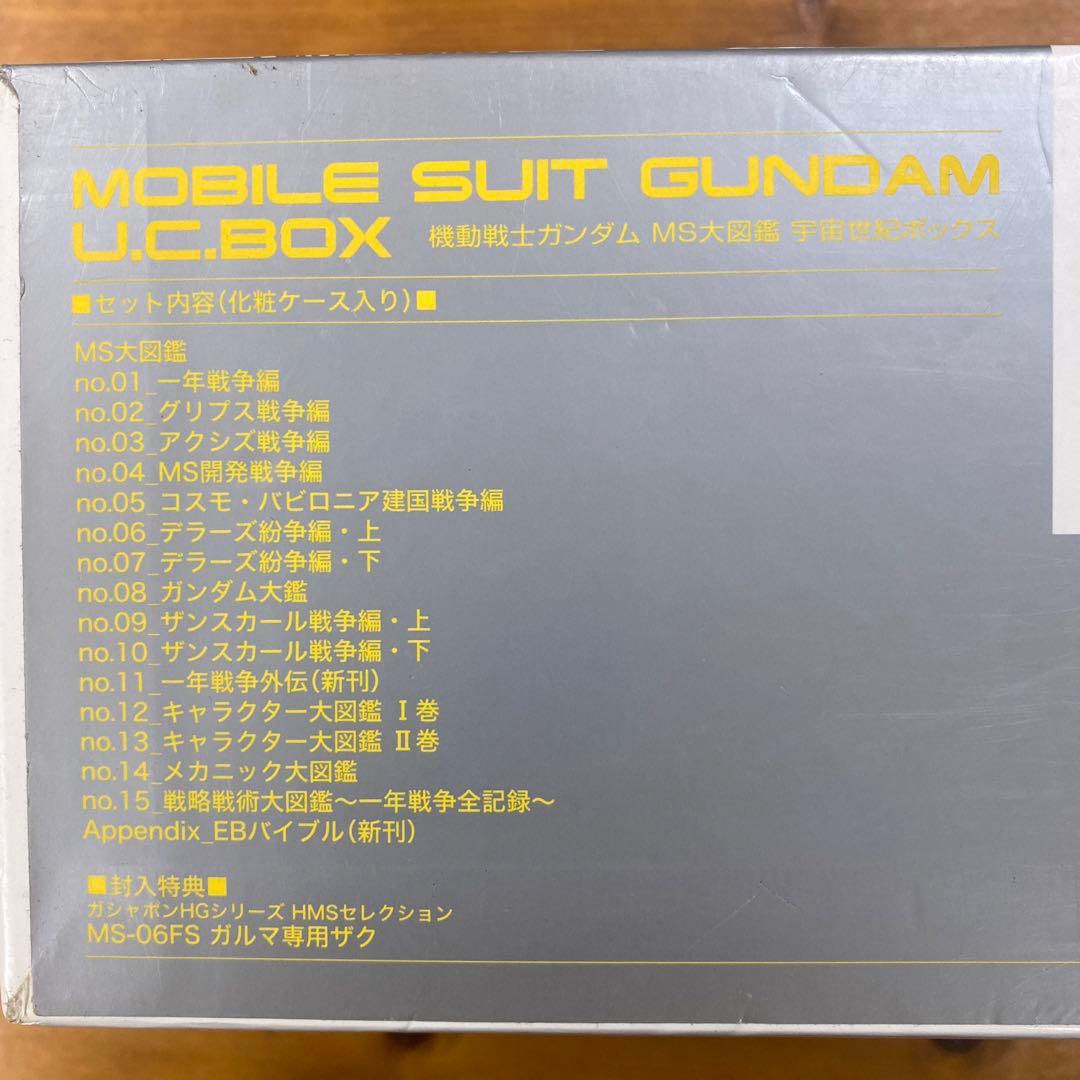 MOBILE SUIT GUNDAM
U.C.BOX 機動戦士ガンダム MS大図鑑 宇宙世紀ボックス
■セット内容(化粧ケース入り)■
MS大図鑑
no.01_一年戦争編
no.02_グリプス戦争編
no.03_アクシズ戦争編
no.04_MS開発戦争編
no.05_コスモ・バビロニア建国戦争編
no.06_デラーズ紛争編・上
no.07_デラーズ紛争編・下
no.08_ガンダム大鑑
no.09_ザンスカール戦争編・上
no.10_ザンスカール戦争編・下
no.11_一年戦争外伝(新刊)
no.12_キャラクター大図鑑 Ⅰ巻
no.13_キャラクター大図鑑 Ⅱ巻
no.14_メカニック大図鑑
no.15_戦略戦術大図鑑～一年戦争全記録～
Appendix_EBバイブル(新刊)
■封入特典■
ガシャポンHGシリーズ HMSセレクション
MS-06FS ガルマ専用ザク